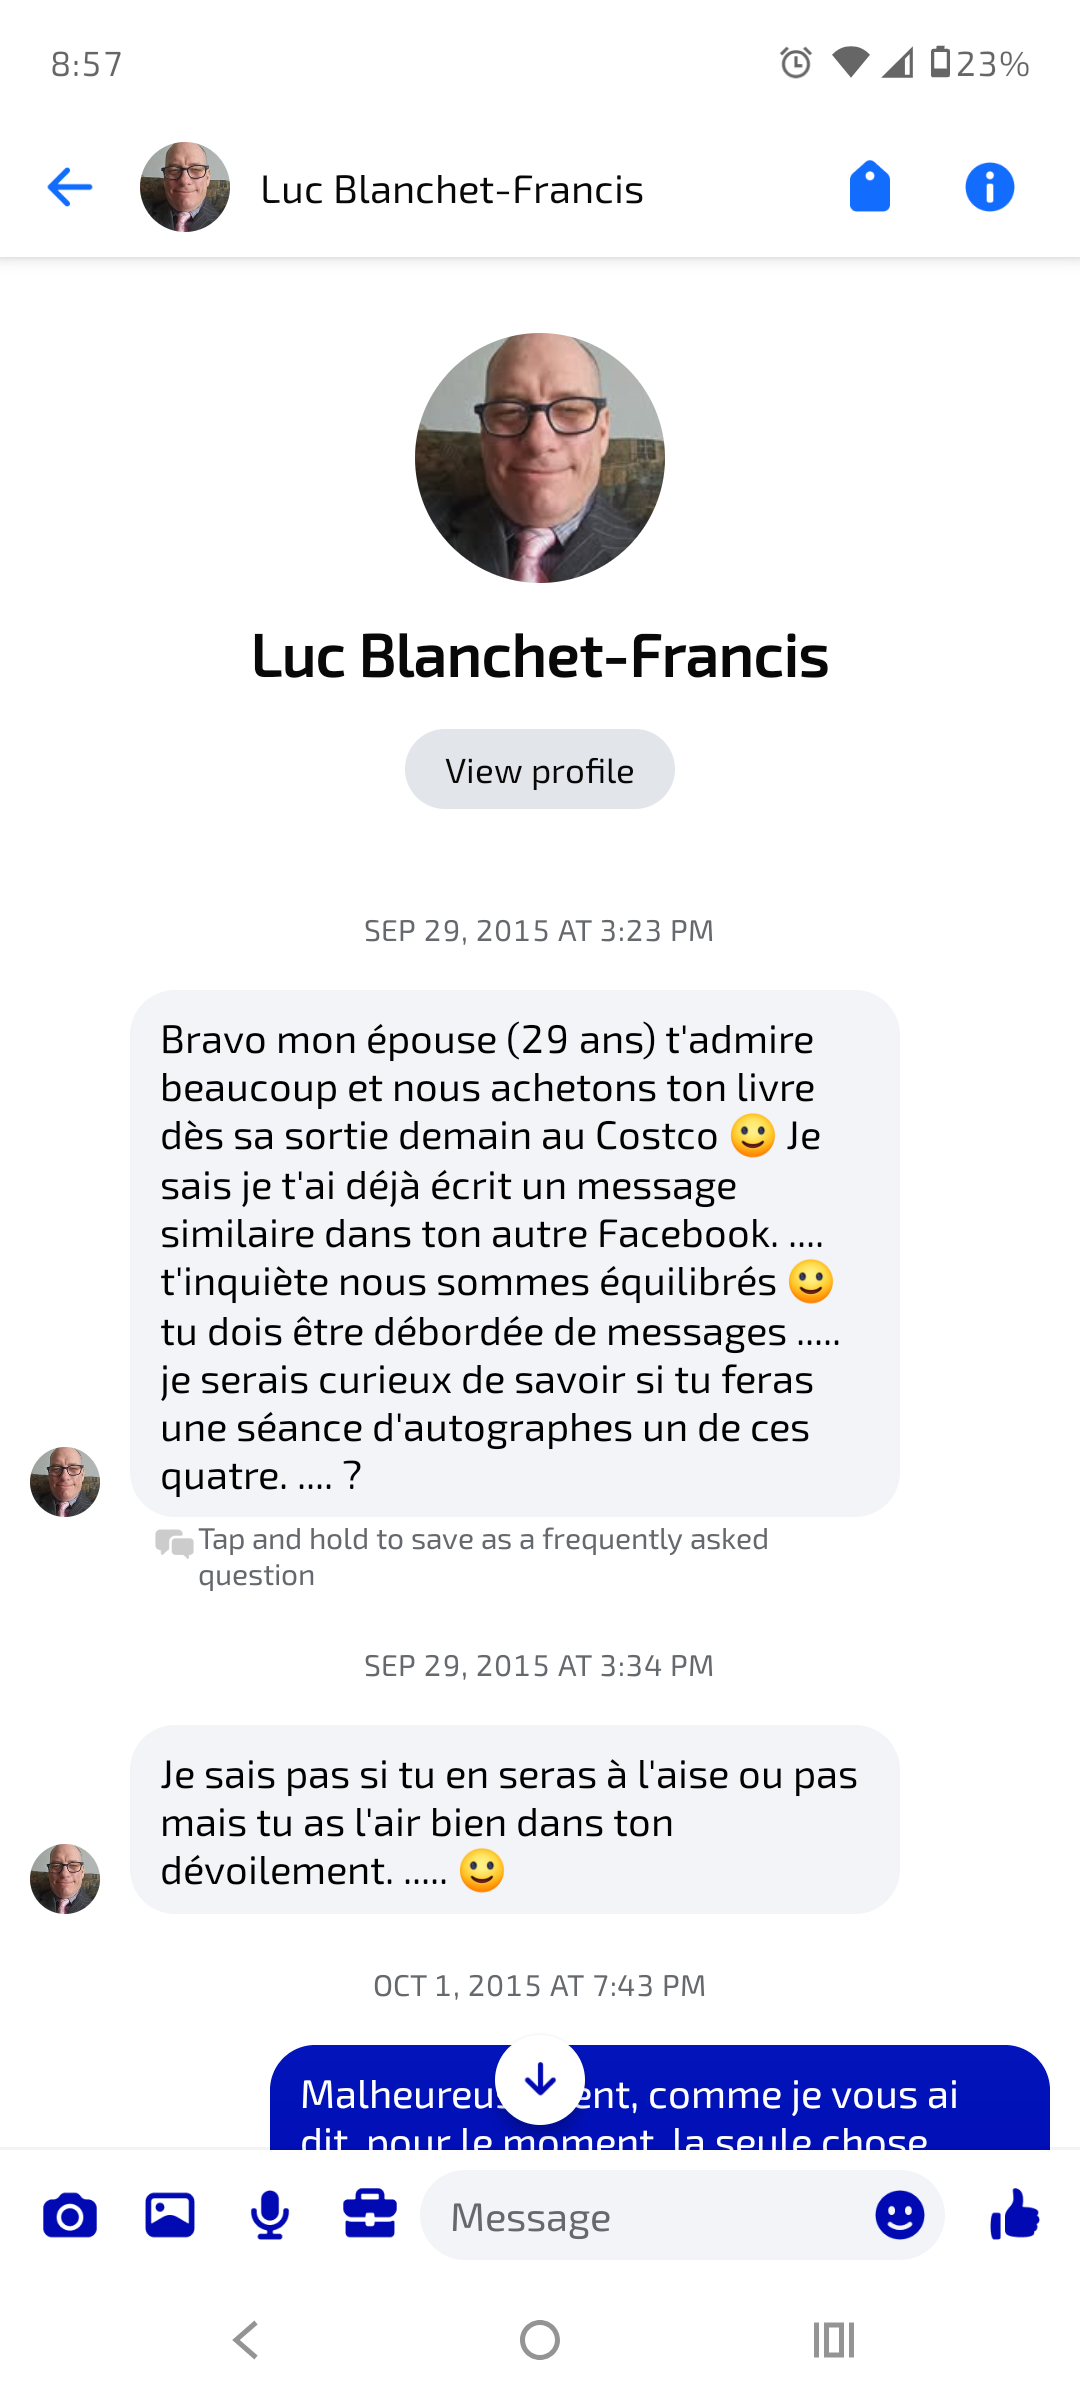 8:57
23%
Luc Blanchet-Francis
Luc Blanchet-Francis
View profile
SEP 29, 2015 AT 3:23 PM
Bravo mon épouse (29 ans) t'admire
beaucoup et nous achetons ton livre
dès sa sortie demain au Costco 🙂 Je
sais je t'ai déjà écrit un message
similaire dans ton autre Facebook. ....
t'inquiète nous sommes équilibrés 🙂
tu dois être débordée de messages .....
je serais curieux de savoir si tu feras
une séance d'autographes un de ces
quatre. .... ?
Tap and hold to save as a frequently asked
question
SEP 29, 2015 AT 3:34 PM
Je sais pas si tu en seras à l'aise ou pas
mais tu as l'air bien dans ton
dévoilement. ..... 🙂
OCT 1, 2015 AT 7:43 PM
comme je vous ai
dit, pour le moment, la seule chose
Message